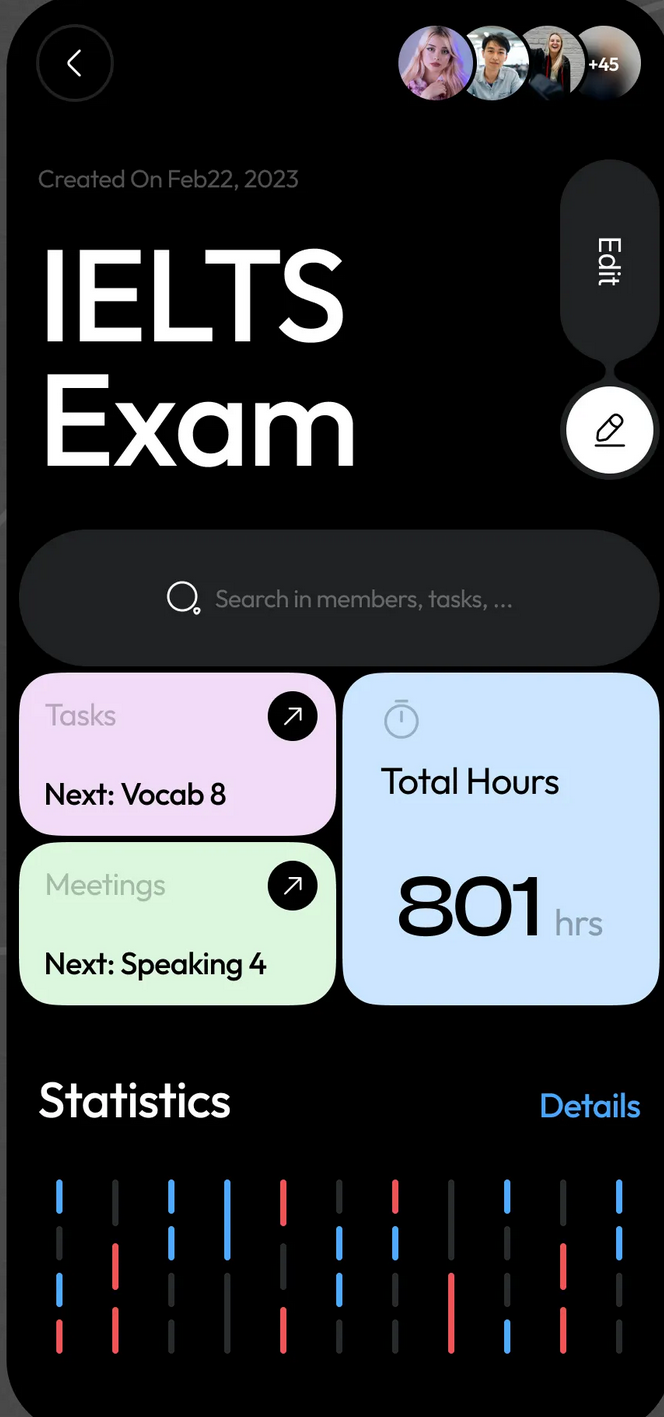 +45
Created On Feb22, 2023
Edit
IELTS
Exam
Search in members, tasks, ...
Tasks
Next: Vocab 8
Meetings
Next: Speaking 4
Total Hours
801 hrs
Statistics
Details